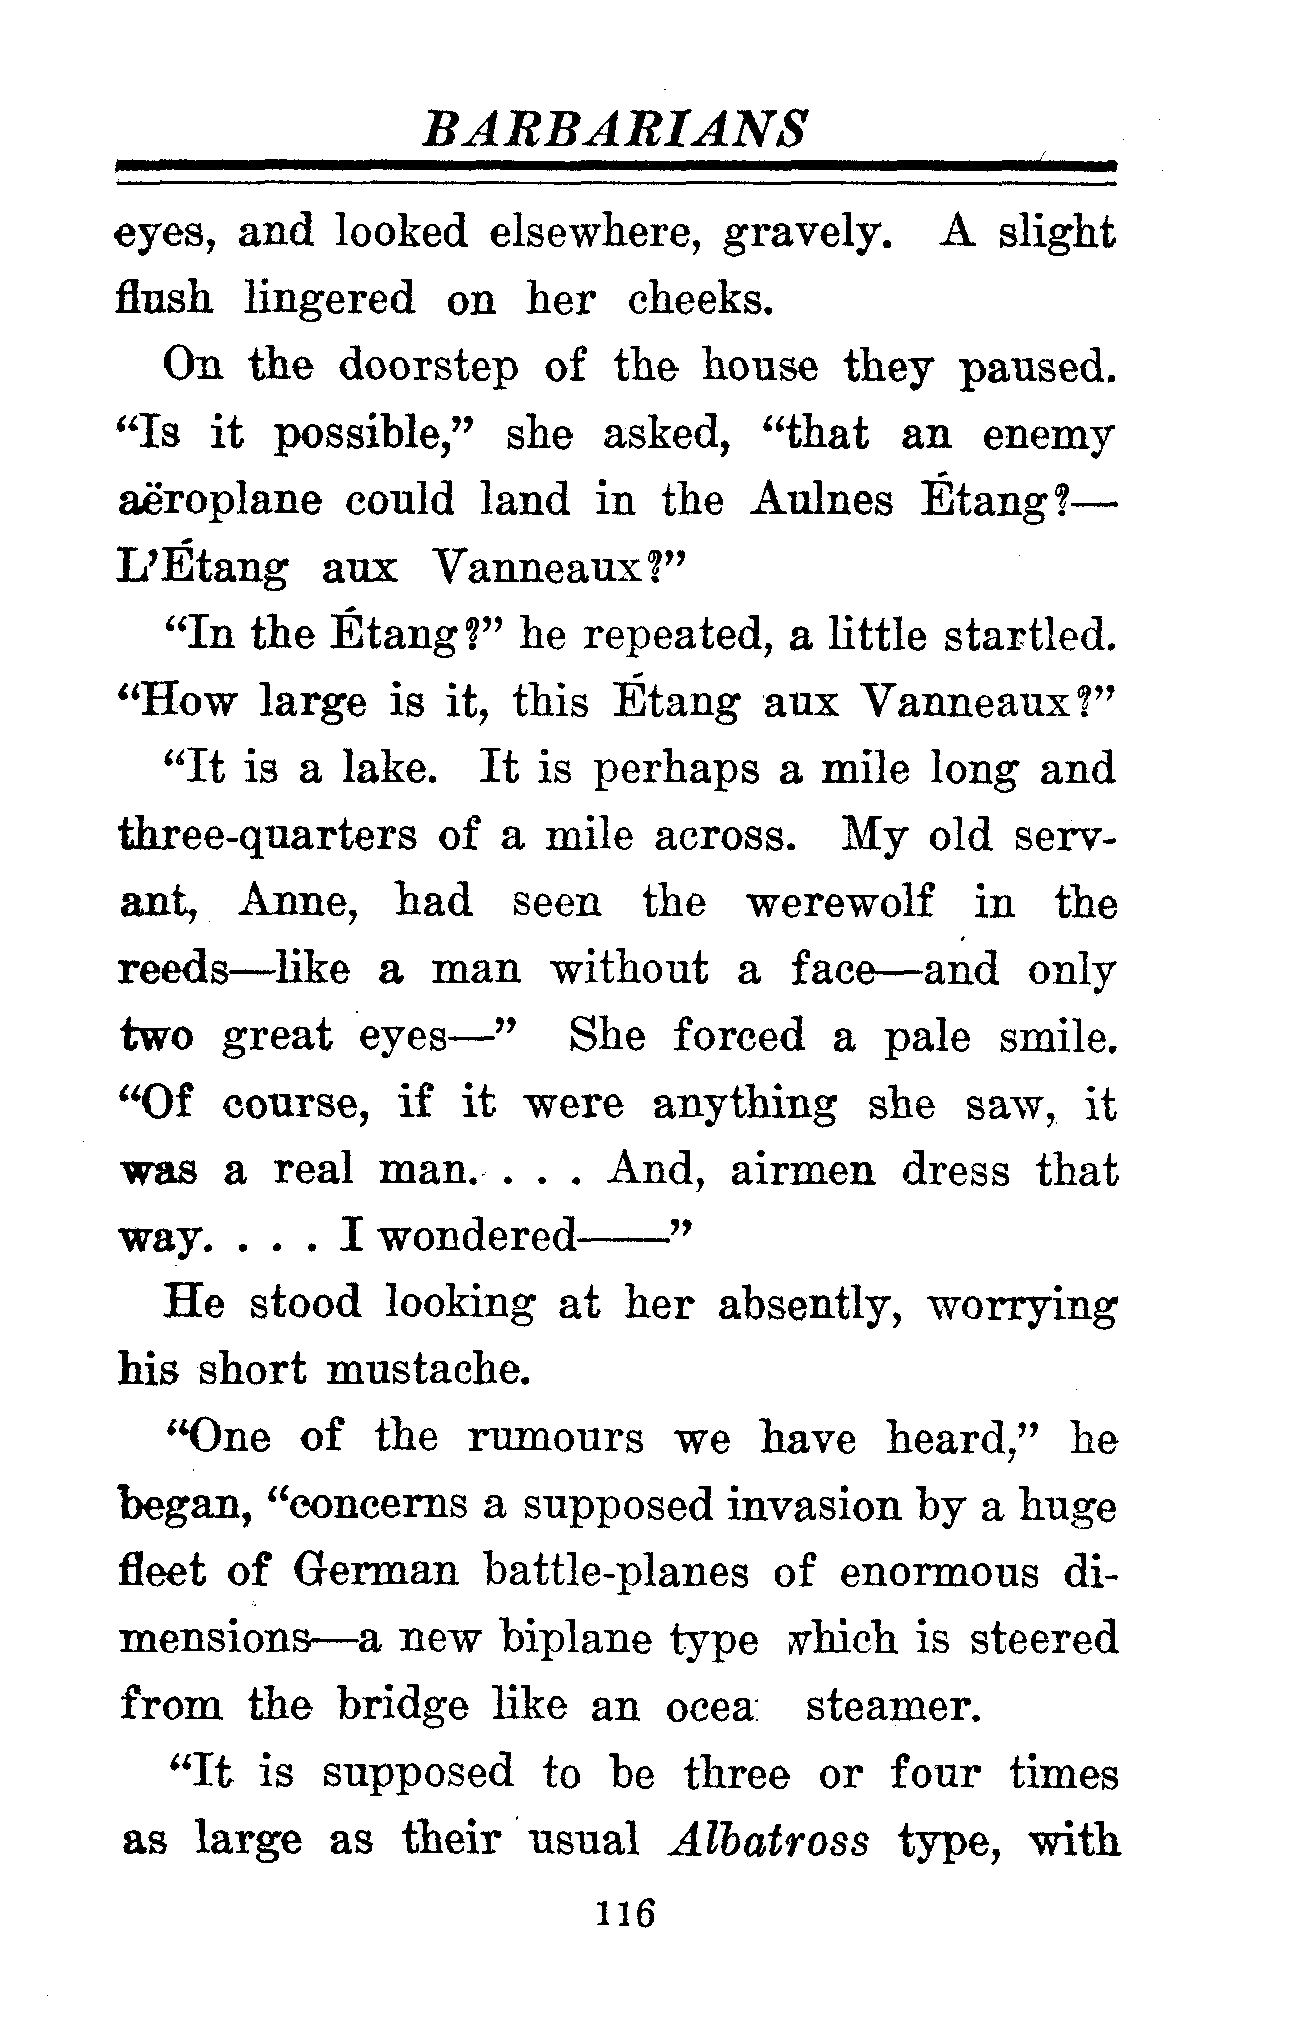 BARBARIANS
eyes, and looked elsewhere, gravely. A slight
flush lingered on her cheeks.
On the doorstep of the house they paused.
“Is it possible,” she asked, “that an enemy
aëroplane could land in the Aulnes Étang?—
L’Étang aux Vanneaux?”
“In the Étang?” he repeated, a little startled.
“How large is it, this Étang aux Vanneaux?”
“It is a lake. It is perhaps a mile long and
three-quarters of a mile across. My old serv-
ant, Anne, had seen the werewolf in the
reeds—like a man without a face—and only
two great eyes—” She forced a pale smile.
“Of course, if it were anything she saw, it
was a real man. . . . And, airmen dress that
way. . . . I wondered——”
He stood looking at her absently, worrying
his short mustache.
“One of the rumours we have heard,” he
began, “concerns a supposed invasion by a huge
fleet of German battle-planes of enormous di-
mensions—a new biplane type which is steered
from the bridge like an ocea steamer.
“It is supposed to be three or four times
as large as their usual Albatross type, with
116